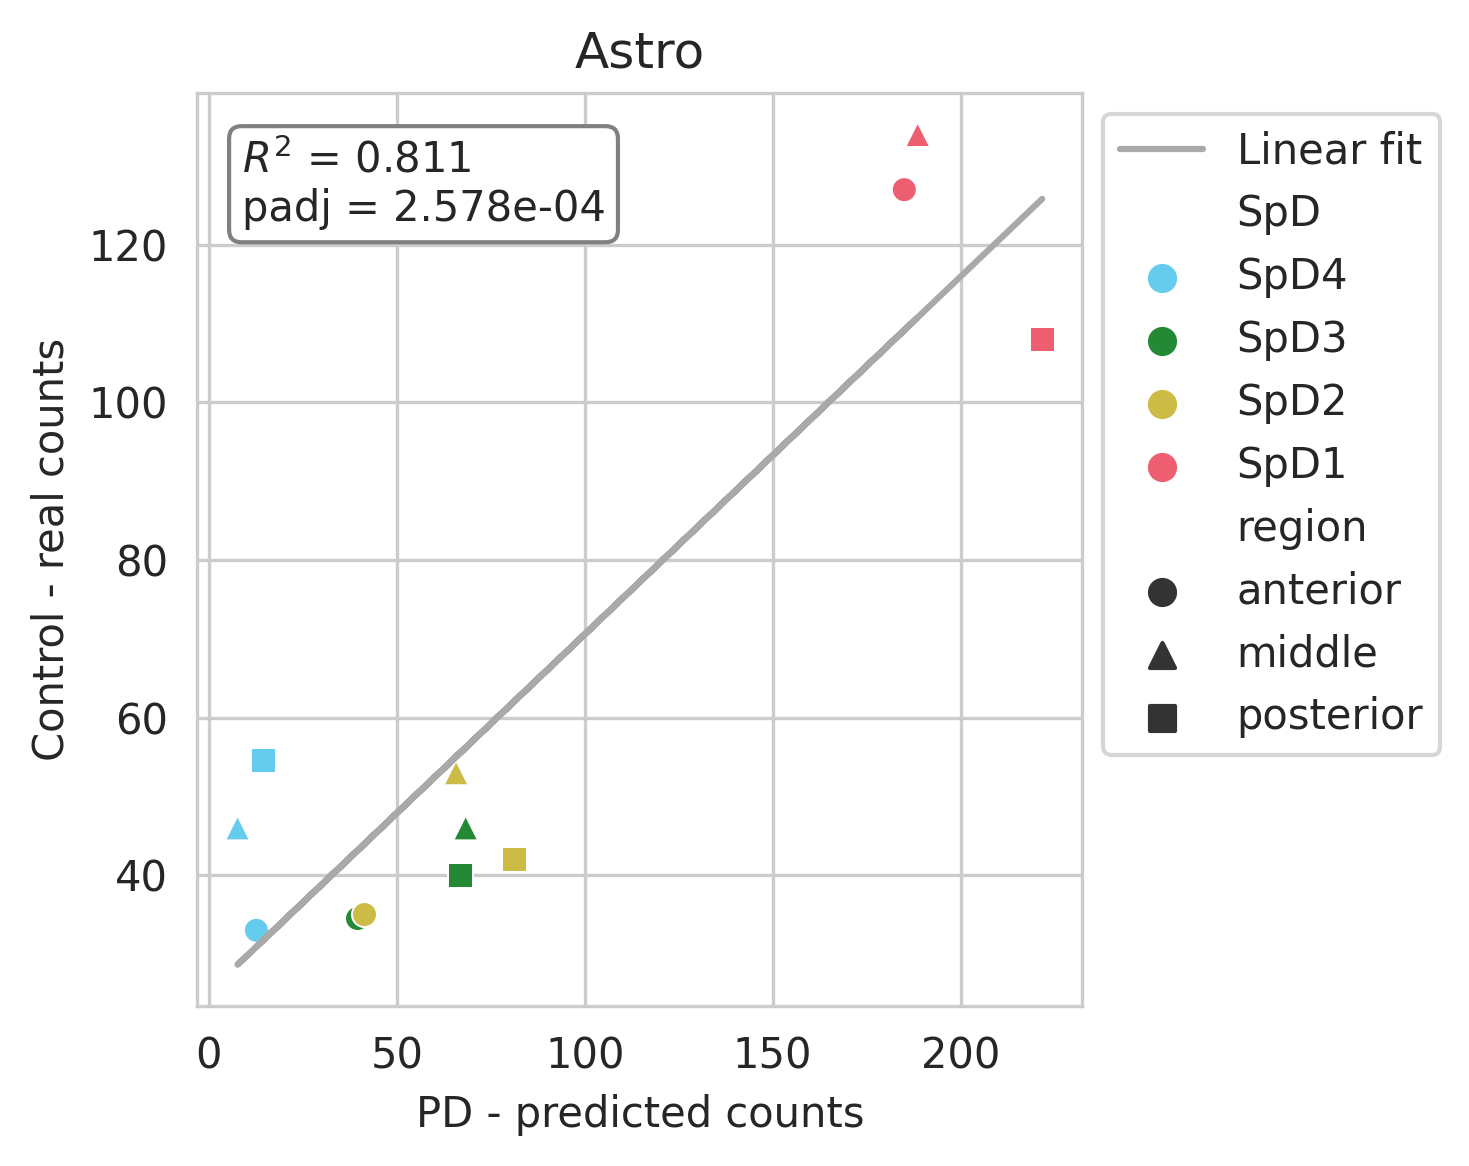 Astro
R² = 0.811
padj = 2.578e-04
Control - real counts
120
100
80
60
40
0 50 100 150 200
PD - predicted counts
Linear fit
SpD
SpD4
SpD3
SpD2
SpD1
region
anterior
middle
posterior